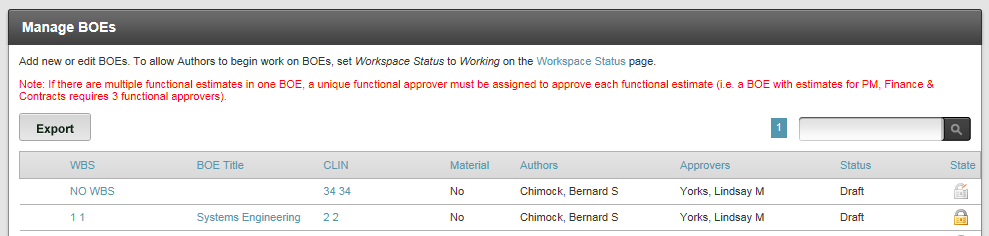 Manage BOEs
Add new or edit BOEs. To allow Authors to begin work on BOEs, set Workspace Status to Working on the Workspace Status page.
Note: If there are multiple functional estimates in one BOE, a unique functional approver must be assigned to approve each functional estimate (i.e. a BOE with estimates for PM, Finance &
Contracts requires 3 functional approvers).
Export 1
WBS BOE Title CLIN Material Authors Approvers Status State
NO WBS 34 34 No Chimock, Bernard S Yorks, Lindsay M Draft
1 1 Systems Engineering 2 2 No Chimock, Bernard S Yorks, Lindsay M Draft